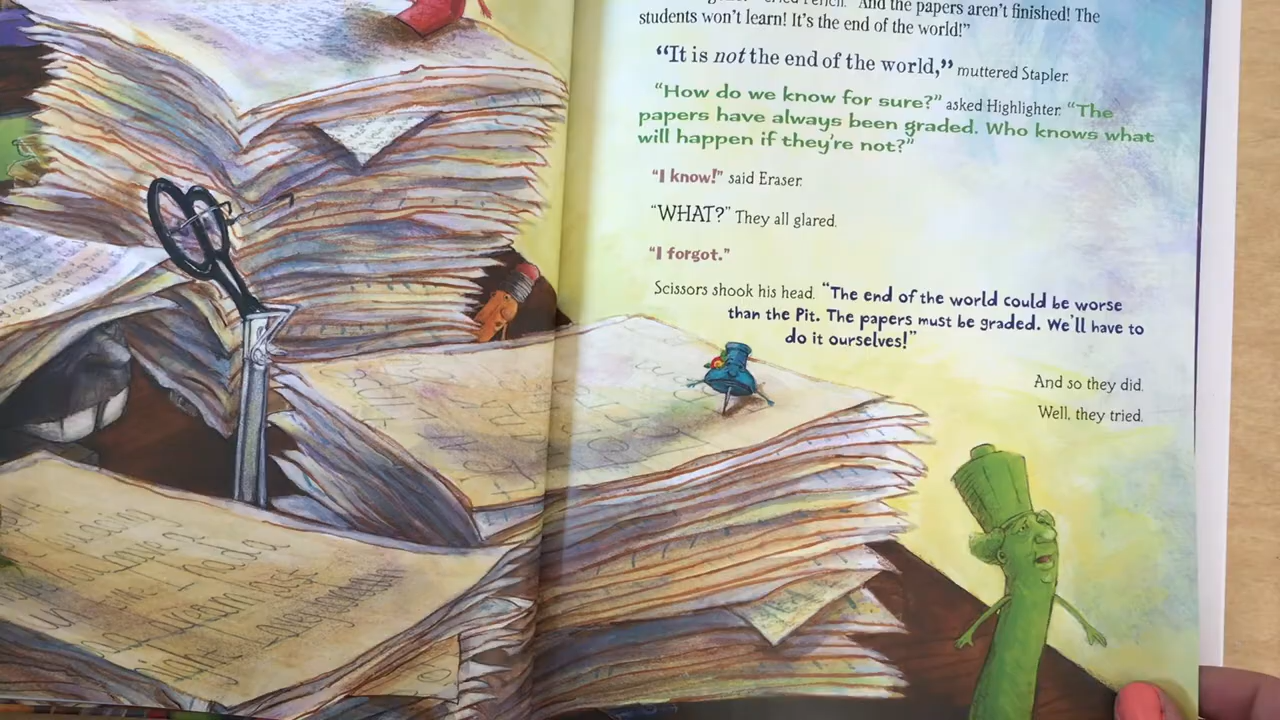 And the papers aren't finished! The
students won't learn! It's the end of the world!"
"It is not the end of the world," muttered Stapler.
"How do we know for sure?" asked Highlighter. "The
papers have always been graded. Who knows what
will happen if they're not?"
"I know!" said Eraser.
"WHAT?" They all glared.
"I forgot."
Scissors shook his head. "The end of the world could be worse
than the Pit. The papers must be graded. We'll have to
do it ourselves!"
And so they did.
Well, they tried.